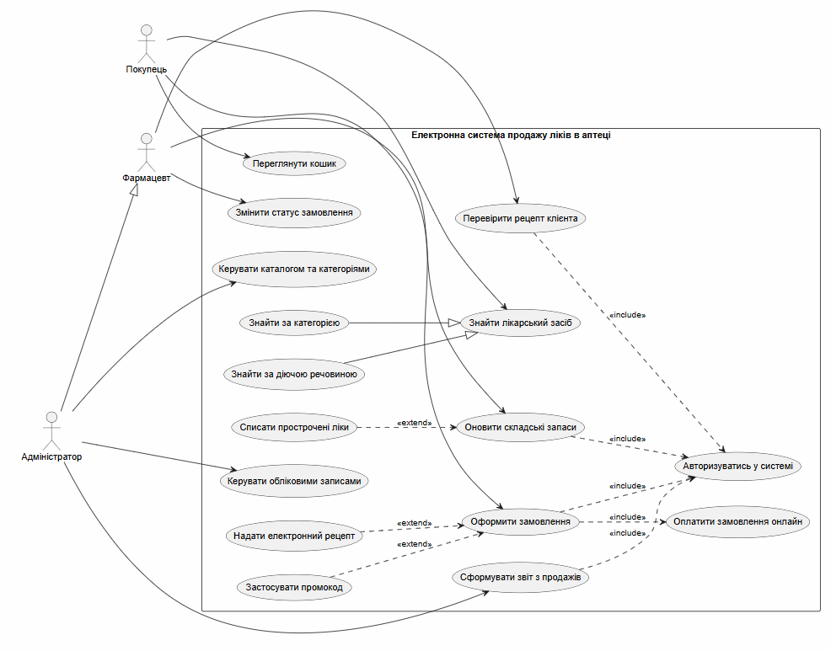 Покупець
Електронна система продажу ліків в аптеці
Переглянути кошик
Фармацевт
Змінити статус замовлення
Перевірити рецепт клієнта
Керувати каталогом та категоріями
«include»
Знайти за категорією
Знайти лікарський засіб
Знайти за діючою речовиною
Списати прострочені ліки
«extend»
Оновити складські запаси
«include»
Адміністратор
Авторизуватись у системі
Керувати обліковими записами
«include»
Надати електронний рецепт
«extend»
Оформити замовлення
«include»
Оплатити замовлення онлайн
«include»
«extend»
Застосувати промокод
Сформувати звіт з продажів